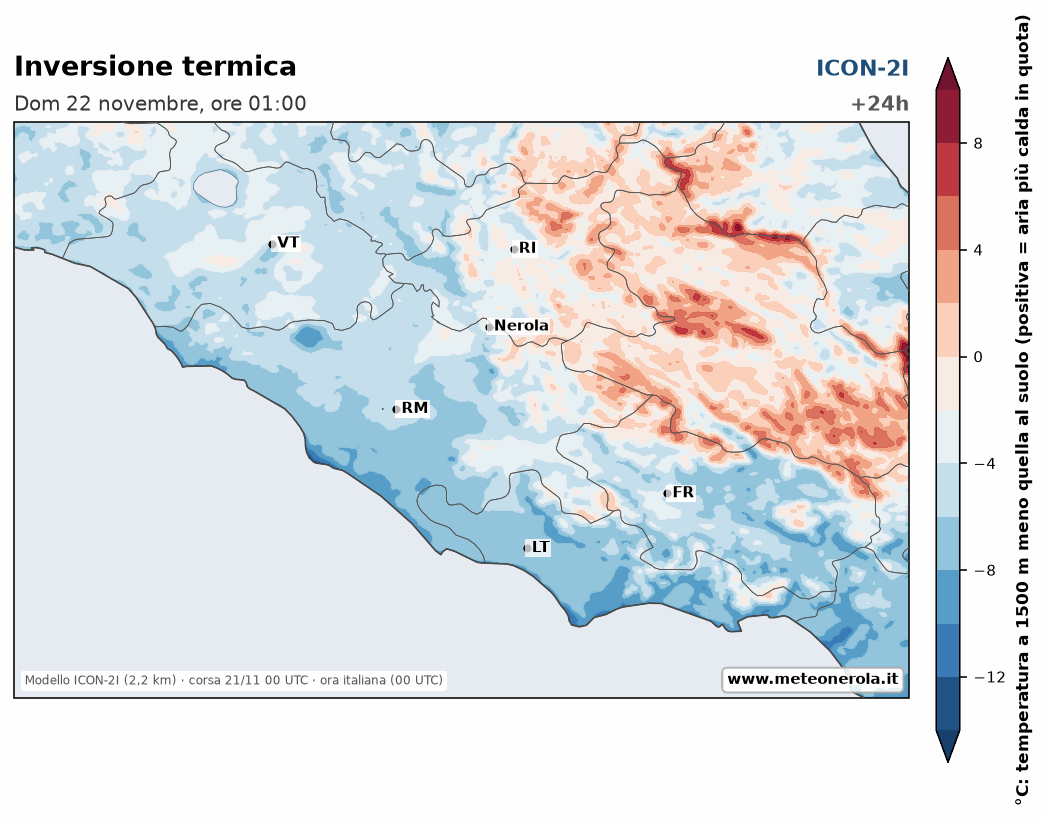 Inversione termica
ICON-2I
Dom 22 novembre, ore 01:00
+24h
VT
RI
Nerola
RM
FR
LT
Modello ICON-2I (2,2 km) · corsa 21/11 00 UTC · ora italiana (00 UTC)
www.meteonerola.it
8
4
0
−4
−8
−12
°C: temperatura a 1500 m meno quella al suolo (positiva = aria più calda in quota)